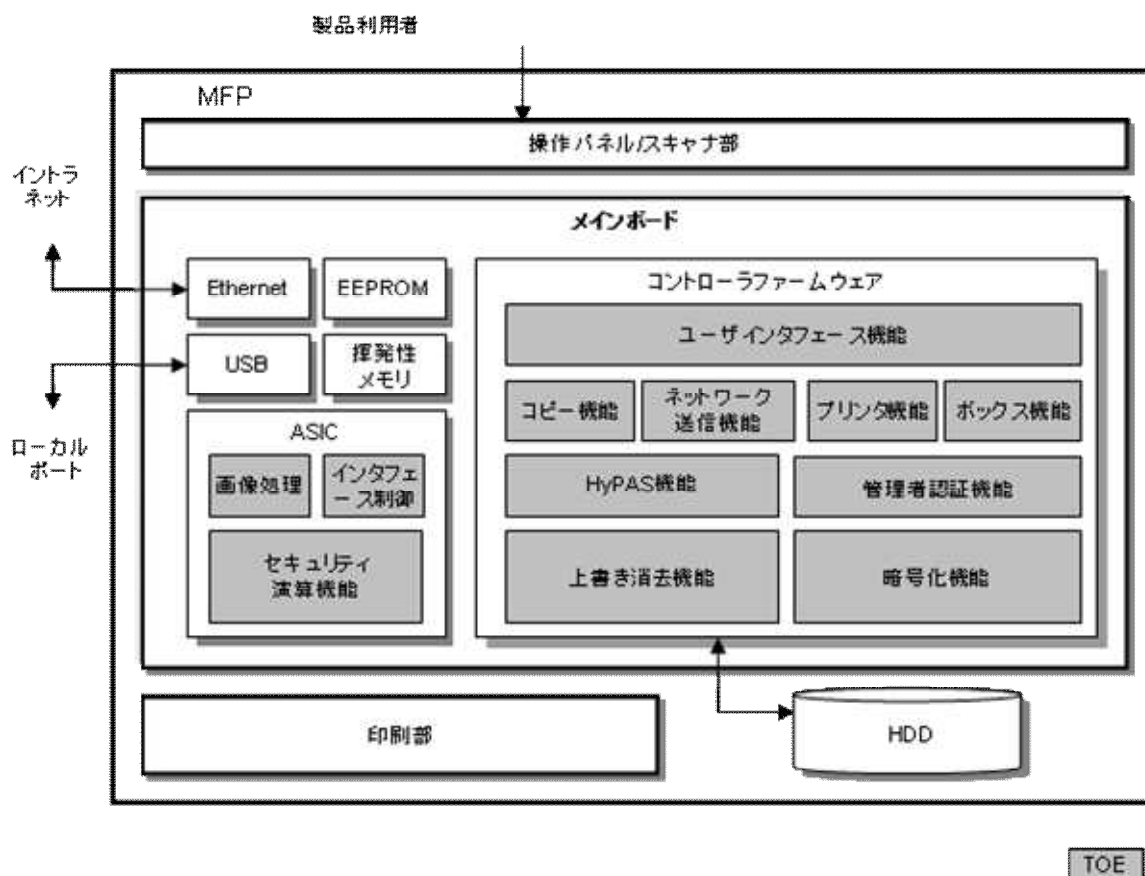 製品利用者
MFP
操作パネル/スキャナ部
イントラ
ネット
メインボード
Ethernet
EEPROM
コントローラファームウェア
ユーザインタフェース機能
USB
揮発性
メモリ
コピー機能
ネットワーク
送信機能
プリンタ機能
ボックス機能
ローカル
ポート
ASIC
画像処理
インタフェ
ース制御
HyPAS機能
管理者認証機能
セキュリティ
演算機能
上書き消去機能
暗号化機能
印刷部
HDD
TOE